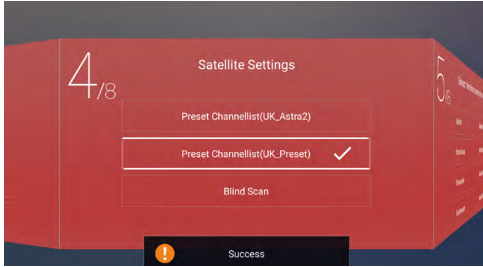 4/8
Satellite Settings
Preset Channellist(UK_Astra2)
Preset Channellist(UK_Preset)
Blind Scan
Success
5/8